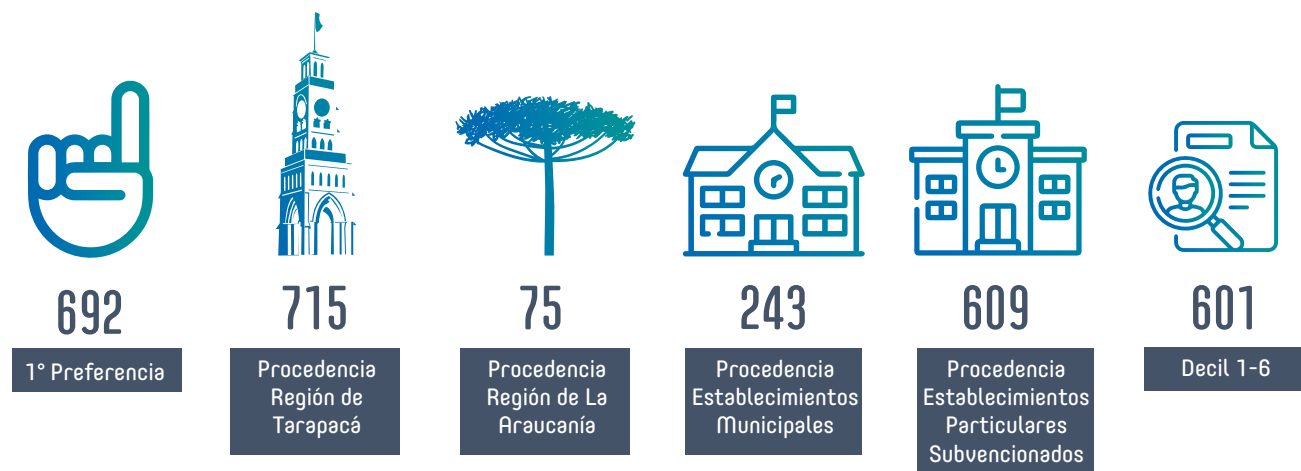 692
1° Preferencia
715
Procedencia
Región de
Tarapacá
75
Procedencia
Región de La
Araucanía
243
Procedencia
Establecimientos
Municipales
609
Procedencia
Establecimientos
Particulares
Subvencionados
601
Decil 1-6